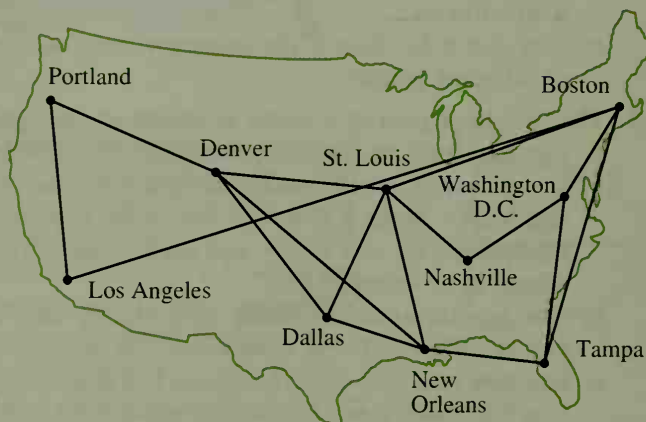 Portland
Boston
Denver
St. Louis
Washington
D.C.
Nashville
Los Angeles
Dallas
New
Orleans
Tampa